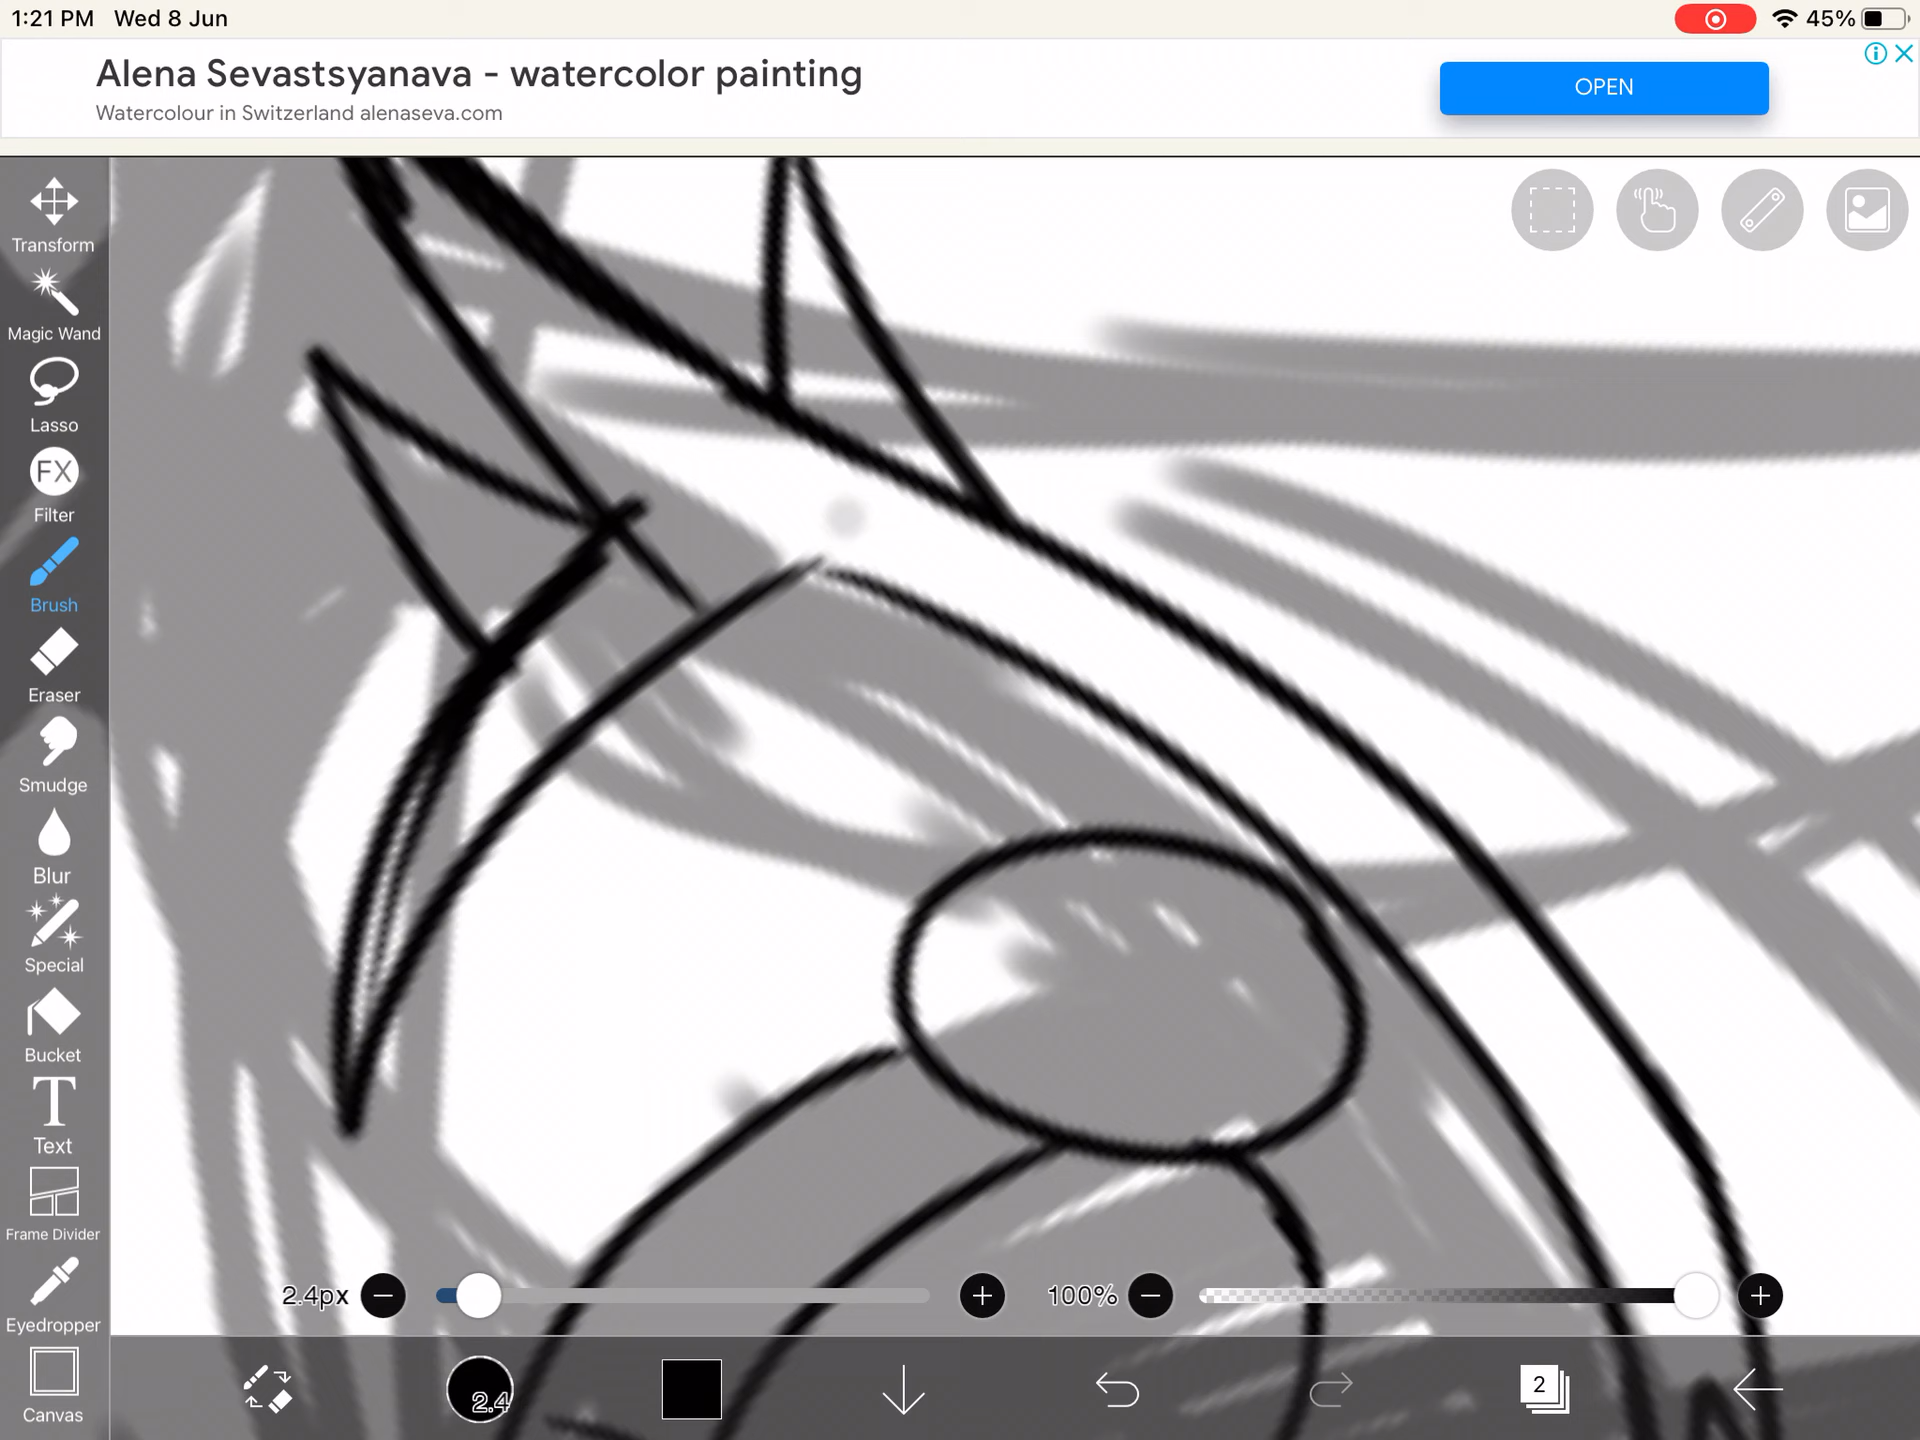 1:21 PM Wed 8 Jun
45%
Alena Sevastsyanava - watercolor painting
Watercolour in Switzerland alenaseva.com
OPEN
Transform
Magic Wand
Lasso
FX
Filter
Brush
Eraser
Smudge
Blur
Special
Bucket
T
Text
Frame Divider
Eyedropper
Canvas
2.4px
100%
2.4
2